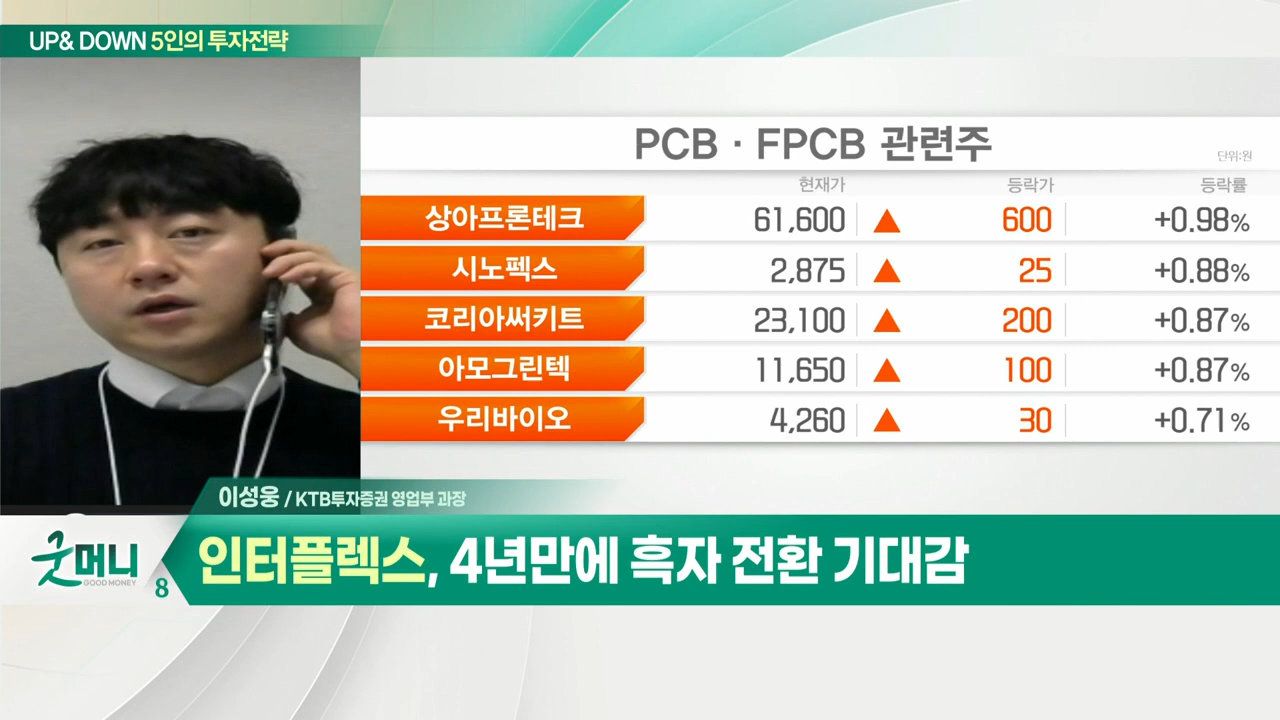 UP& DOWN 5인의 투자전략
PCB · FPCB 관련주
단위:원
현재가 등락가 등락률
상아프론테크 61,600 ▲ 600 +0.98%
시노펙스 2,875 ▲ 25 +0.88%
코리아써키트 23,100 ▲ 200 +0.87%
아모그린텍 11,650 ▲ 100 +0.87%
우리바이오 4,260 ▲ 30 +0.71%
이성웅 / KTB투자증권 영업부 과장
굿머니
GOOD MONEY
8
인터플렉스, 4년만에 흑자 전환 기대감